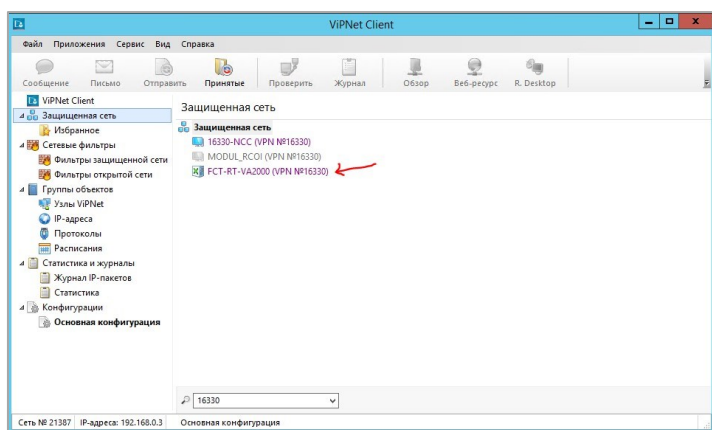 ViPNet Client
Файл Приложения Сервис Вид Справка
Сообщение Письмо Отправить Принятые Проверить Журнал Обзор Веб-ресурс R. Desktop
ViPNet Client
Защищенная сеть
Избранное
Сетевые фильтры
Фильтры защищенной сети
Фильтры открытой сети
Группы объектов
Узлы ViPNet
IP-адреса
Протоколы
Расписания
Статистика и журналы
Журнал IP-пакетов
Статистика
Конфигурации
Основная конфигурация
Защищенная сеть
Защищенная сеть
16330-NCC (VPN №16330)
MODUL_RCOI (VPN №16330)
FCT-RT-VA2000 (VPN №16330)
16330
Сеть № 21387 IP-адреса: 192.168.0.3 Основная конфигурация